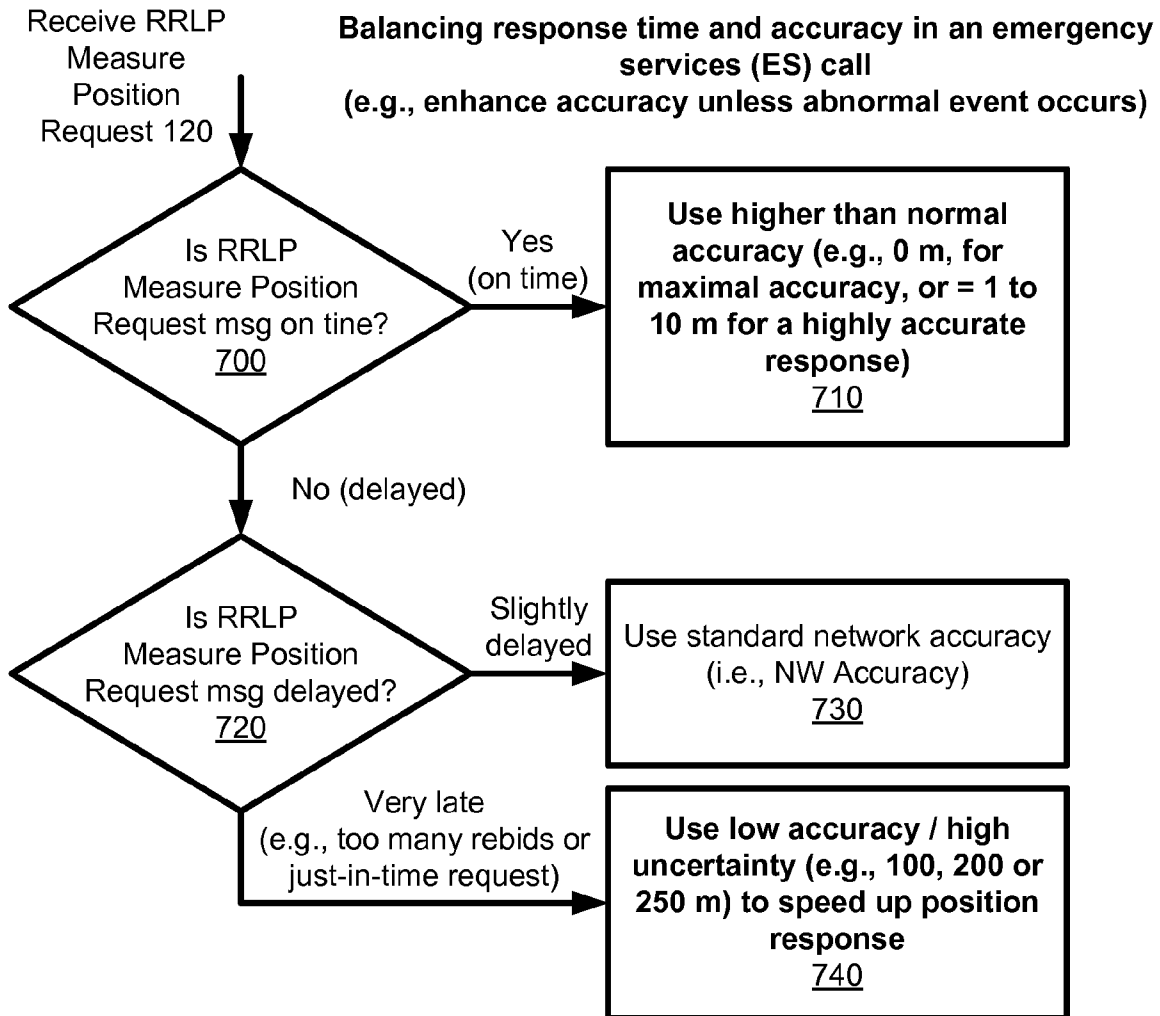 Receive RRLP
Measure
Position
Request 120
Balancing response time and accuracy in an emergency
services (ES) call
(e.g., enhance accuracy unless abnormal event occurs)
Is RRLP
Measure Position
Request msg on tine?
700
Yes
(on time)
Use higher than normal
accuracy (e.g., 0 m, for
maximal accuracy, or = 1 to
10 m for a highly accurate
response)
710
No (delayed)
Is RRLP
Measure Position
Request msg delayed?
720
Slightly
delayed
Use standard network accuracy
(i.e., NW Accuracy)
730
Very late
(e.g., too many rebids or
just-in-time request)
Use low accuracy / high
uncertainty (e.g., 100, 200 or
250 m) to speed up position
response
740